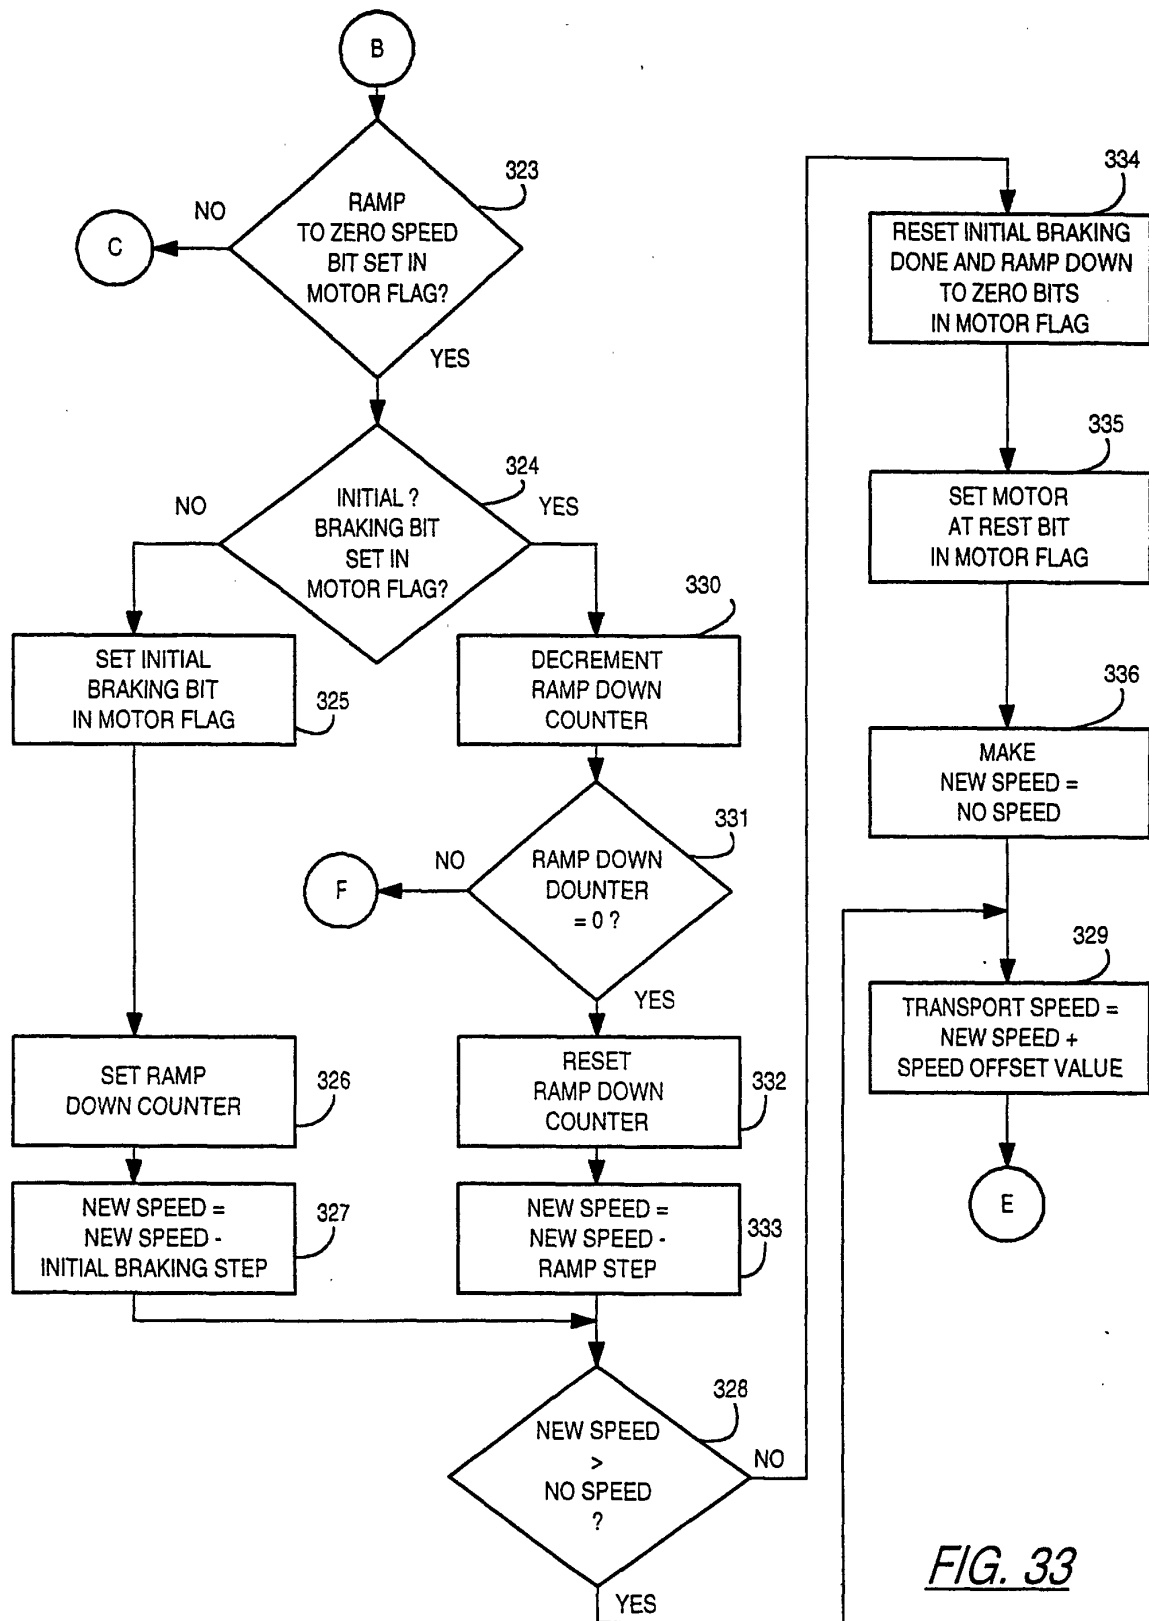 B
323
RAMP
TO ZERO SPEED
BIT SET IN
MOTOR FLAG?
NO
C
YES
324
INITIAL ?
BRAKING BIT
SET IN
MOTOR FLAG?
NO
YES
SET INITIAL
BRAKING BIT
IN MOTOR FLAG
325
330
DECREMENT
RAMP DOWN
COUNTER
331
RAMP DOWN
DOUNTER
= 0 ?
NO
F
YES
SET RAMP
DOWN COUNTER
326
RESET
RAMP DOWN
COUNTER
332
NEW SPEED =
NEW SPEED -
INITIAL BRAKING STEP
327
NEW SPEED =
NEW SPEED -
RAMP STEP
333
328
NEW SPEED
>
NO SPEED
?
NO
YES
334
RESET INITIAL BRAKING
DONE AND RAMP DOWN
TO ZERO BITS
IN MOTOR FLAG
335
SET MOTOR
AT REST BIT
IN MOTOR FLAG
336
MAKE
NEW SPEED =
NO SPEED
329
TRANSPORT SPEED =
NEW SPEED +
SPEED OFFSET VALUE
E
FIG. 33